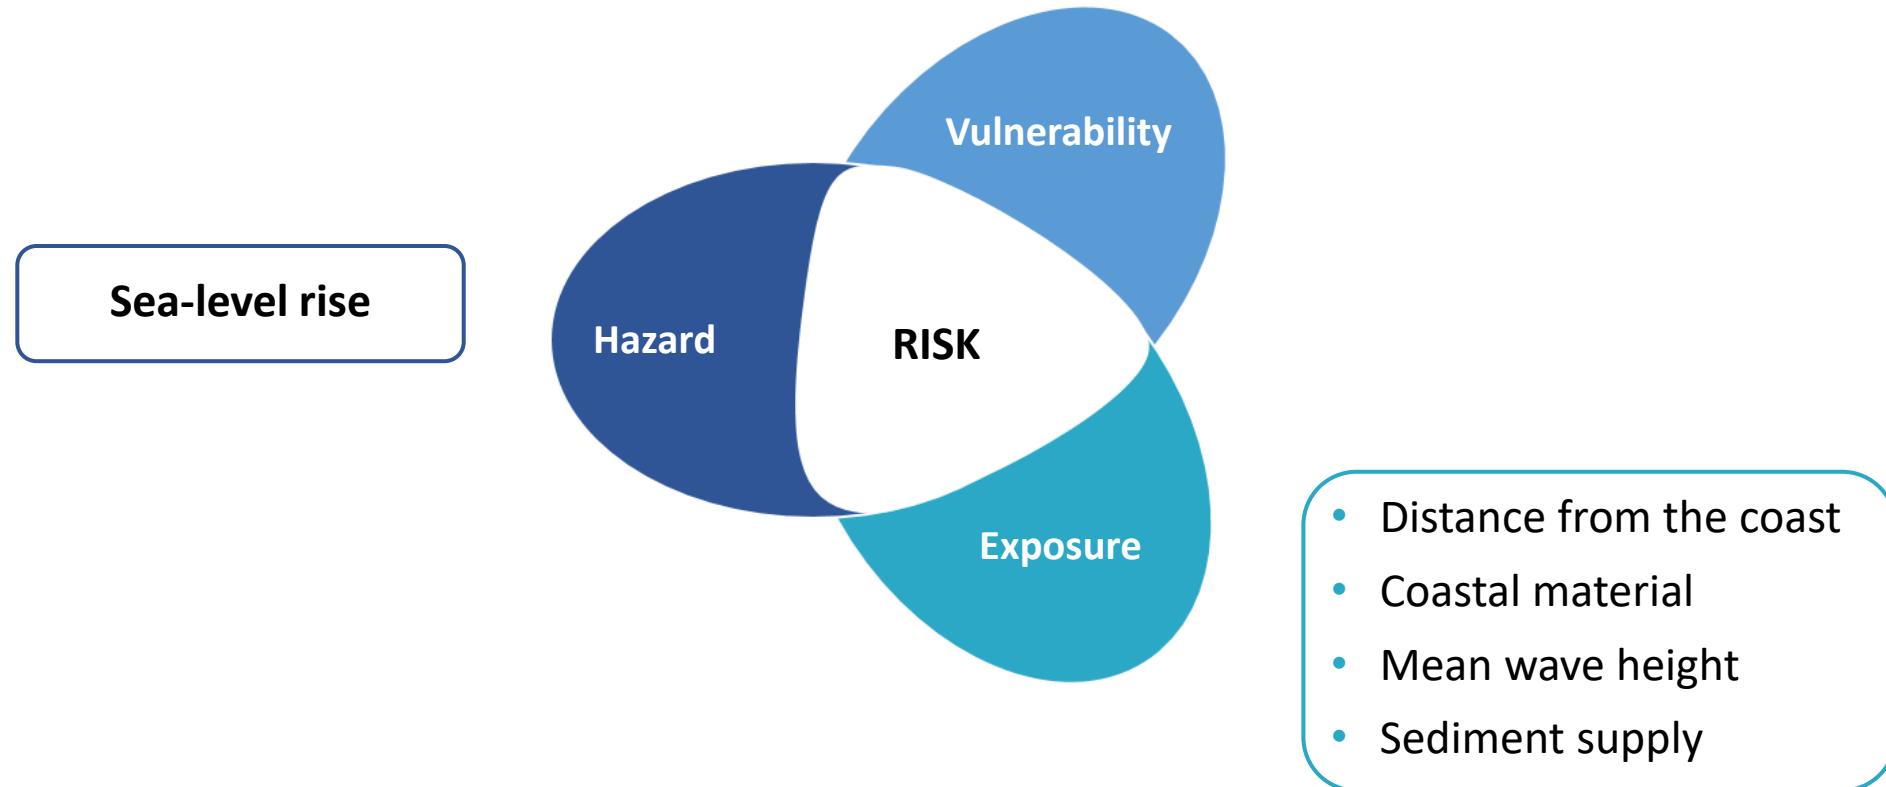 Vulnerability
Sea-level rise
Hazard
RISK
Exposure
• Distance from the coast
• Coastal material
• Mean wave height
• Sediment supply